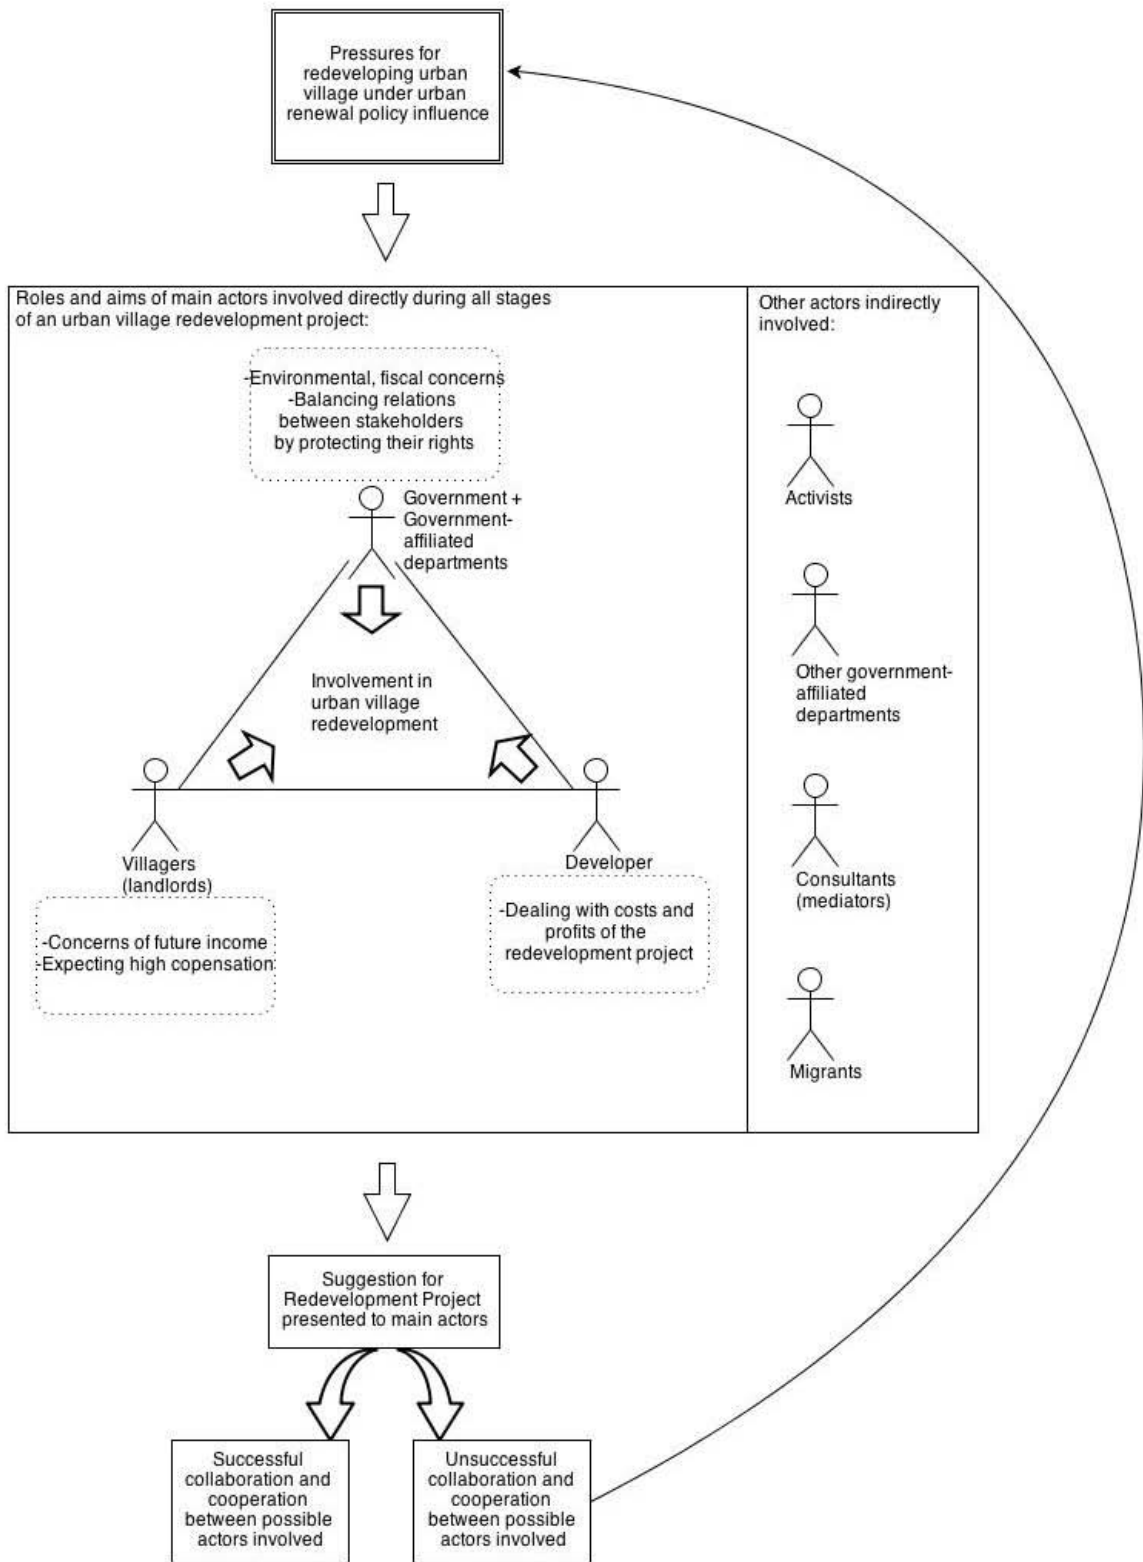 Pressures for
redeveloping urban
village under urban
renewal policy influence
Roles and aims of main actors involved directly during all stages
of an urban village redevelopment project:
Other actors indirectly
involved:
-Environmental, fiscal concerns
-Balancing relations
between stakeholders
by protecting their rights
Government +
Government-
affiliated
departments
Activists
Involvement in
urban village
redevelopment
Other government-
affiliated
departments
Villagers
(landlords)
Developer
Consultants
(mediators)
-Concerns of future income
-Expecting high copensation
-Dealing with costs and
profits of the
redevelopment project
Migrants
Suggestion for
Redevelopment Project
presented to main actors
Successful
collaboration and
cooperation
between possible
actors involved
Unsuccessful
collaboration and
cooperation
between possible
actors involved